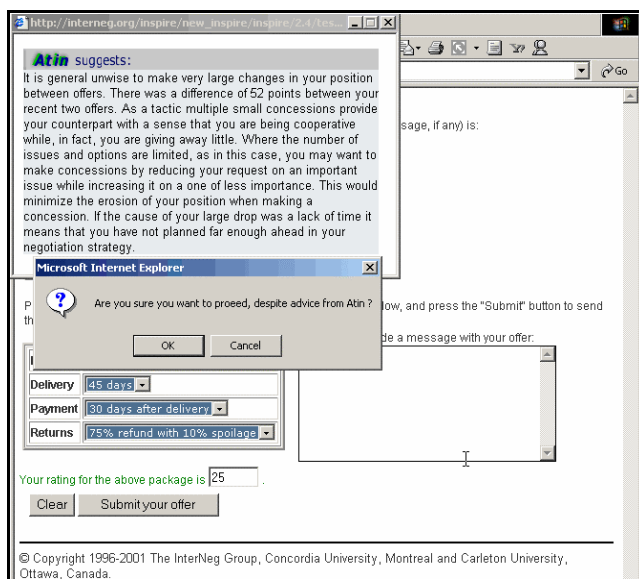 http://interneg.org/inspire/new_inspire/inspire/2.4/tes...
Atin suggests:
It is general unwise to make very large changes in your position
between offers. There was a difference of 52 points between your
recent two offers. As a tactic multiple small concessions provide
your counterpart with a sense that you are being cooperative
while, in fact, you are giving away little. Where the number of
issues and options are limited, as in this case, you may want to
make concessions by reducing your request on an important
issue while increasing it on a one of less importance. This would
minimize the erosion of your position when making a
concession. If the cause of your large drop was a lack of time it
means that you have not planned far enough ahead in your
negotiation strategy.
Go
sage, if any) is:
Microsoft Internet Explorer
Are you sure you want to proeed, despite advice from Atin ?
OK
Cancel
low, and press the "Submit" button to send
th
de a message with your offer:
Delivery 45 days
Payment 30 days after delivery
Returns 75% refund with 10% spoilage
Your rating for the above package is 25 .
Clear
Submit your offer
© Copyright 1996-2001 The InterNeg Group, Concordia University, Montreal and Carleton University,
Ottawa, Canada.